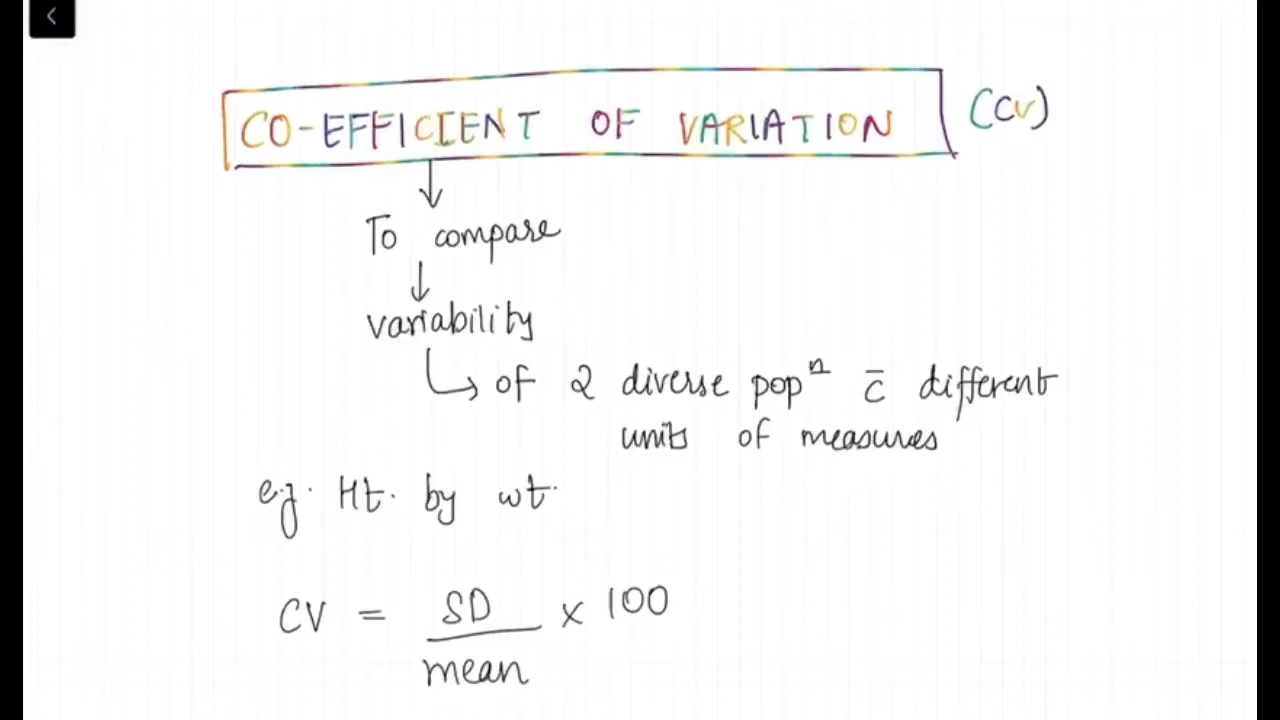 CO-EFFICIENT OF VARIATION (CV)
To compare
variability
of 2 diverse popⁿ c̄ different
units of measures
e.g. Ht. by wt.
CV = SD × 100
mean